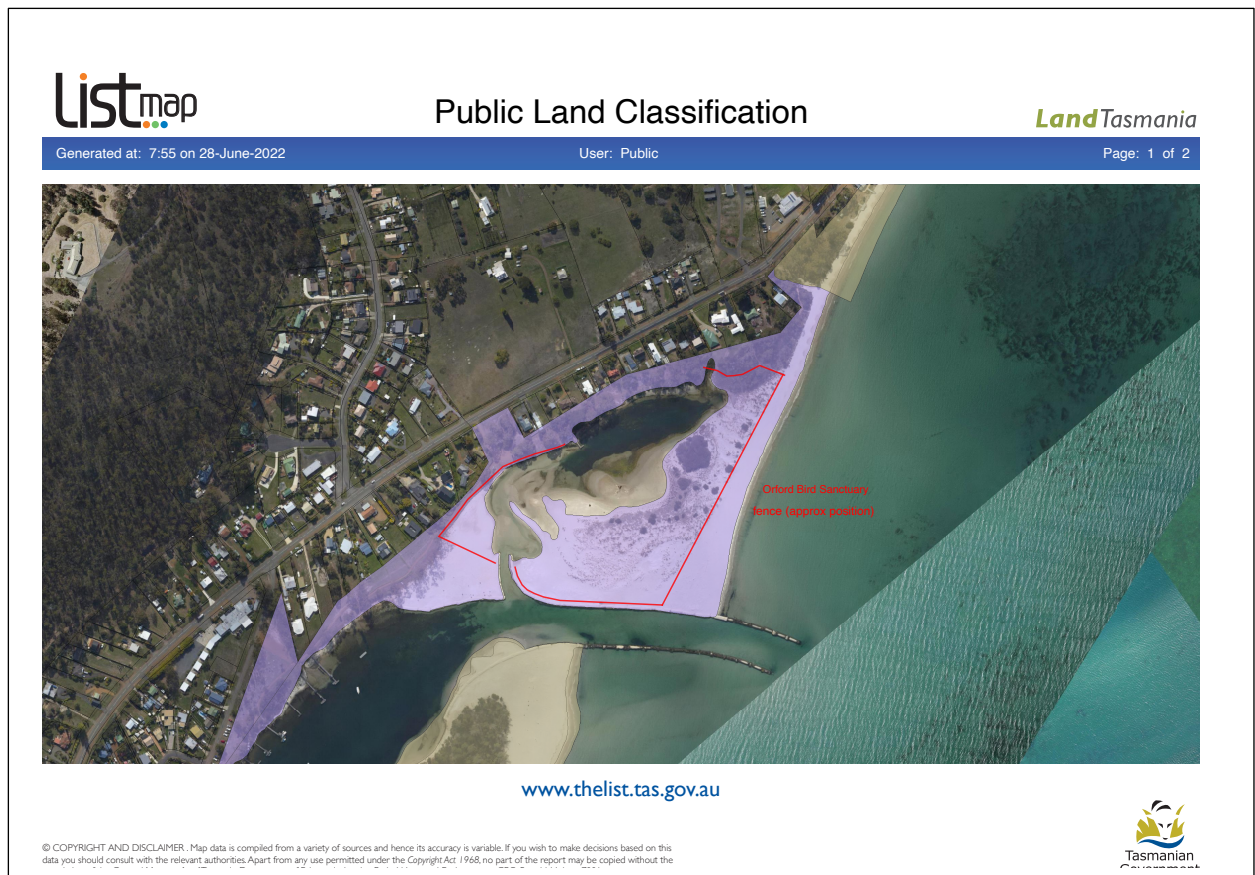 Listmap
Public Land Classification
LandTasmania
Generated at: 7:55 on 28-June-2022 User: Public Page: 1 of 2
Orford Bird Sanctuary
fence (approx position)
www.thelist.tas.gov.au
© COPYRIGHT AND DISCLAIMER . Map data is compiled from a variety of sources and hence its accuracy is variable. If you wish to make decisions based on this
data you should consult with the relevant authorities. Apart from any use permitted under the Copyright Act 1968, no part of the report may be copied without the
Tasmanian
Government